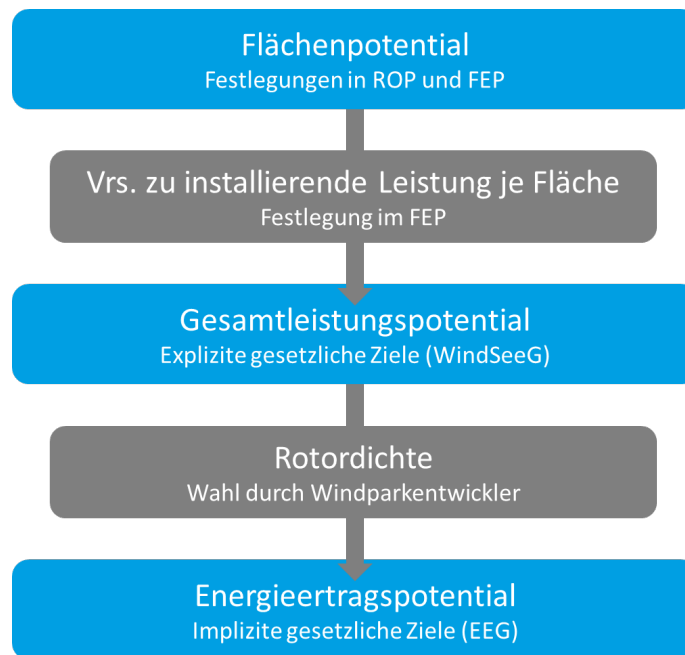 Flächenpotential
Festlegungen in ROP und FEP
Vrs. zu installierende Leistung je Fläche
Festlegung im FEP
Gesamtleistungspotential
Explizite gesetzliche Ziele (WindSeeG)
Rotordichte
Wahl durch Windparkentwickler
Energieertragspotential
Implizite gesetzliche Ziele (EEG)